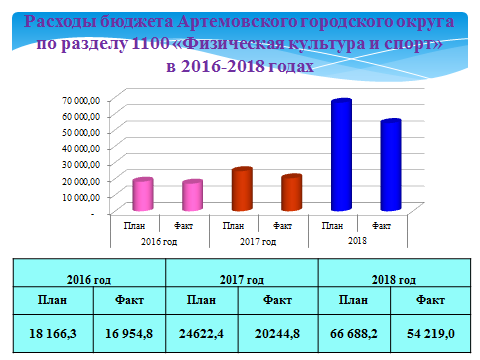 Расходы бюджета Артемовского городского округа
по разделу 1100 «Физическая культура и спорт»
в 2016-2018 годах
70 000,00
60 000,00
50 000,00
40 000,00
30 000,00
20 000,00
10 000,00
-
План Факт План Факт План Факт
2016 год 2017 год 2018
2016 год 2017 год 2018 год
План Факт План Факт План Факт
18 166,3 16 954,8 24622,4 20244,8 66 688,2 54 219,0